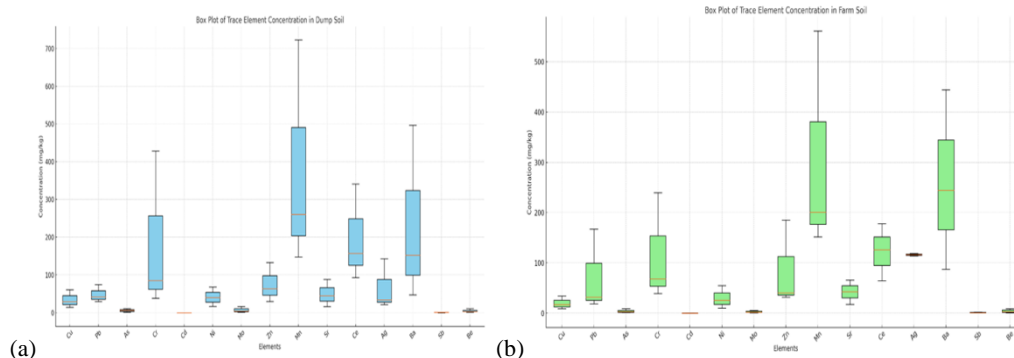 Box Plot of Trace Element Concentration in Dump Soil
700
600
500
400
300
200
100
0
Concentration (mg/kg)
Cu Pb As Cr Cd Ni Mo Zn Mn Sr Ce Ag Ba Sb Be
Elements
(a)
Box Plot of Trace Element Concentration in Farm Soil
500
400
300
200
100
0
Concentration (mg/kg)
Cu Pb As Cr Cd Ni Mo Zn Mn Sr Ce Ag Ba Sb Be
Elements
(b)